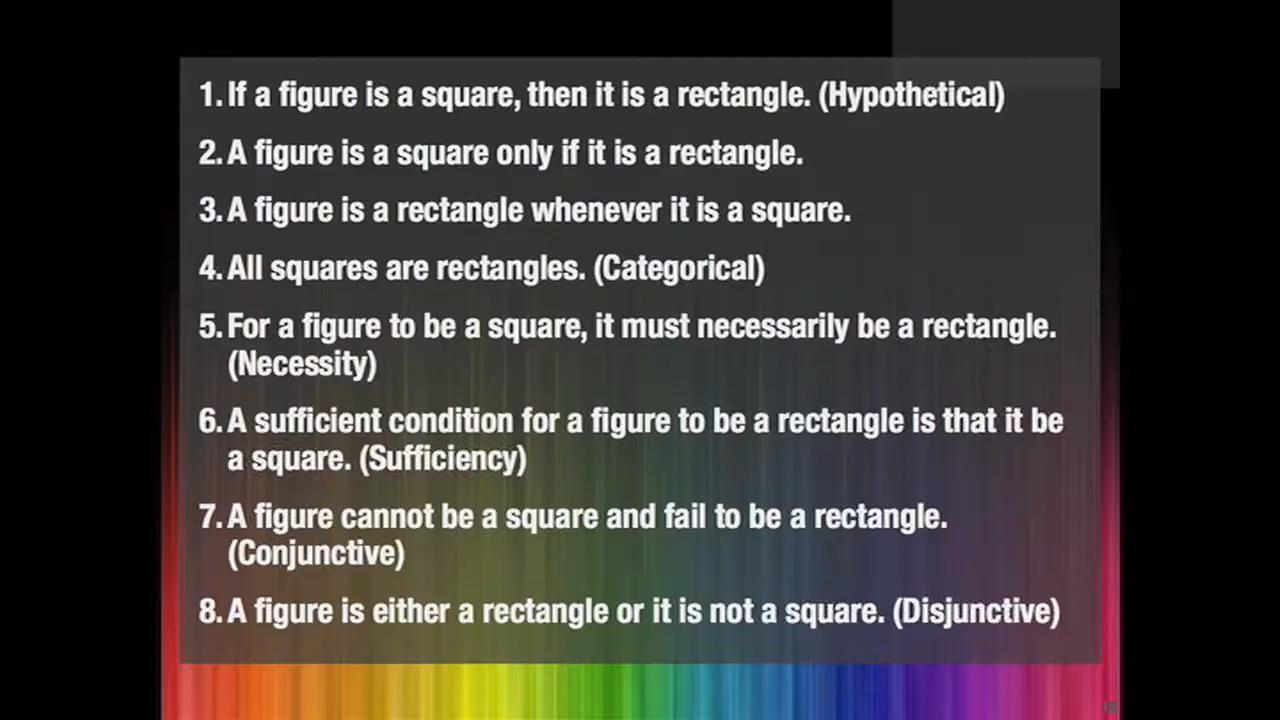 1. If a figure is a square, then it is a rectangle. (Hypothetical)
2. A figure is a square only if it is a rectangle.
3. A figure is a rectangle whenever it is a square.
4. All squares are rectangles. (Categorical)
5. For a figure to be a square, it must necessarily be a rectangle.
(Necessity)
6. A sufficient condition for a figure to be a rectangle is that it be
a square. (Sufficiency)
7. A figure cannot be a square and fail to be a rectangle.
(Conjunctive)
8. A figure is either a rectangle or it is not a square. (Disjunctive)